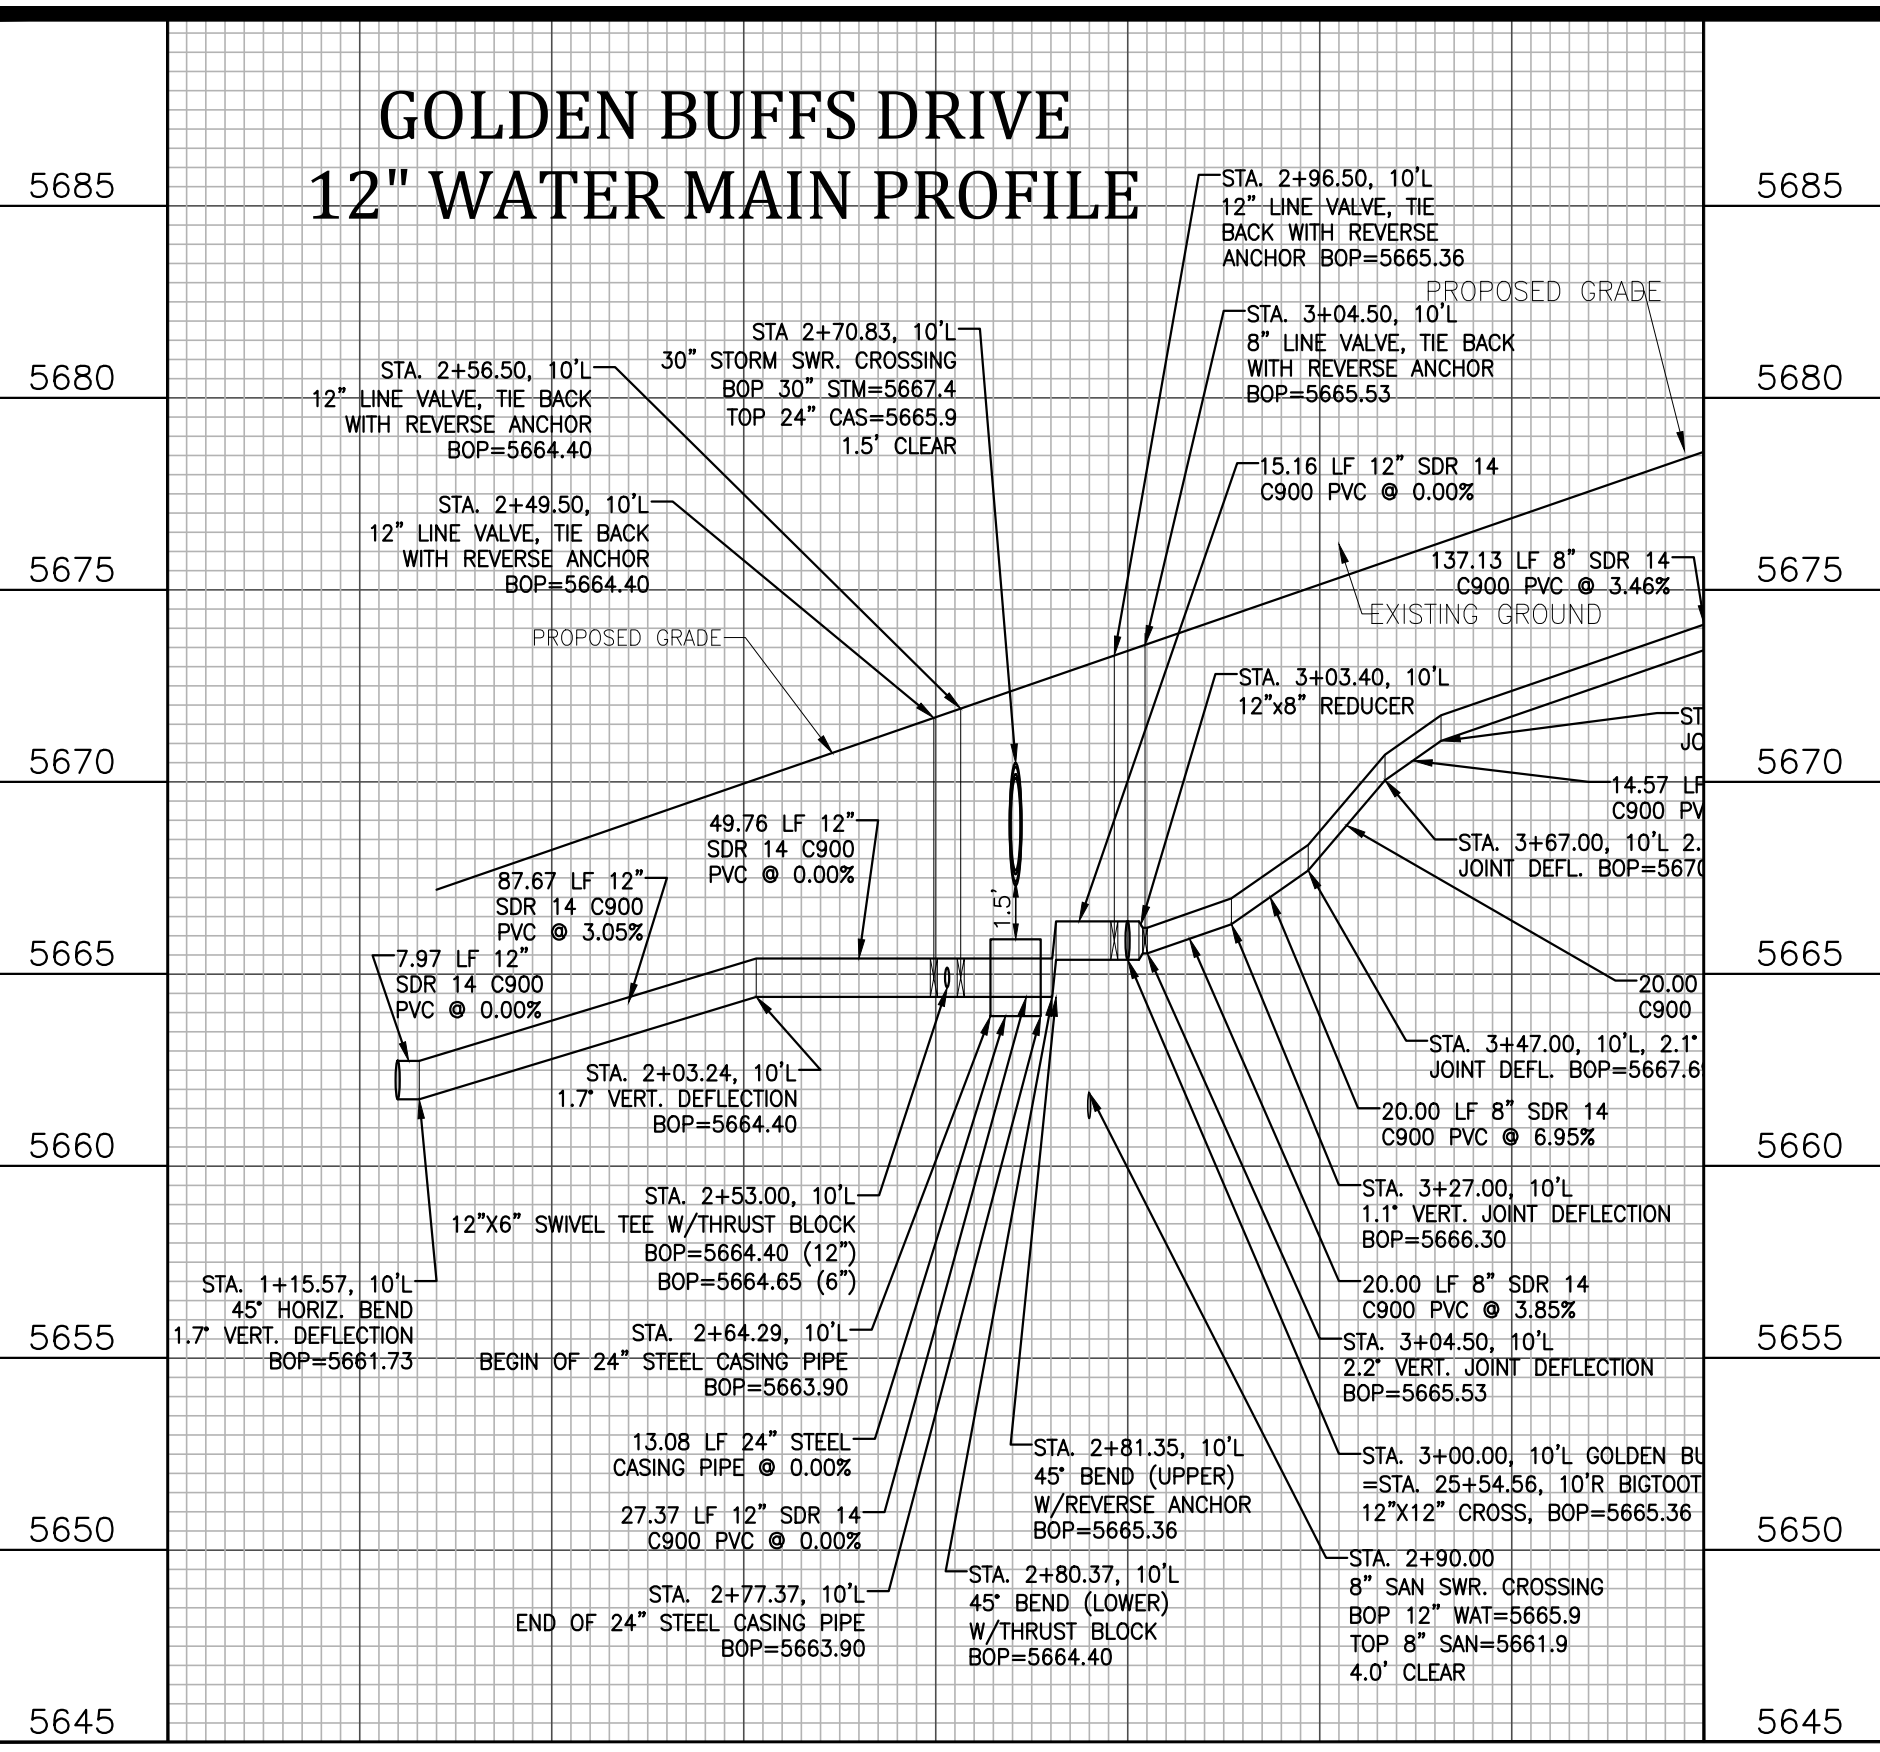 GOLDEN BUFFS DRIVE
12" WATER MAIN PROFILE
5685
5680
5675
5670
5665
5660
5655
5650
5645
5685
5680
5675
5670
5665
5660
5655
5650
5645
STA. 2+96.50, 10'L
12" LINE VALVE, TIE
BACK WITH REVERSE
ANCHOR BOP=5665.36
PROPOSED GRADE
STA. 3+04.50, 10'L
8" LINE VALVE, TIE BACK
WITH REVERSE ANCHOR
BOP=5665.53
STA 2+70.83, 10'L
30" STORM SWR. CROSSING
BOP 30" STM=5667.4
TOP 24" CAS=5665.9
1.5' CLEAR
STA. 2+56.50, 10'L
12" LINE VALVE, TIE BACK
WITH REVERSE ANCHOR
BOP=5664.40
STA. 2+49.50, 10'L
12" LINE VALVE, TIE BACK
WITH REVERSE ANCHOR
BOP=5664.40
15.16 LF 12" SDR 14
C900 PVC @ 0.00%
137.13 LF 8" SDR 14
C900 PVC @ 3.46%
EXISTING GROUND
PROPOSED GRADE
STA. 3+03.40, 10'L
12"x8" REDUCER
ST
JO
14.57 LF
C900 PV
STA. 3+67.00, 10'L 2.
JOINT DEFL. BOP=5670
49.76 LF 12"
SDR 14 C900
PVC @ 0.00%
87.67 LF 12"
SDR 14 C900
PVC @ 3.05%
7.97 LF 12"
SDR 14 C900
PVC @ 0.00%
1.5'
20.00
C900
STA. 3+47.00, 10'L, 2.1°
JOINT DEFL. BOP=5667.6
STA. 2+03.24, 10'L
1.7° VERT. DEFLECTION
BOP=5664.40
20.00 LF 8" SDR 14
C900 PVC @ 6.95%
STA. 2+53.00, 10'L
12"X6" SWIVEL TEE W/THRUST BLOCK
BOP=5664.40 (12")
BOP=5664.65 (6")
STA. 3+27.00, 10'L
1.1° VERT. JOINT DEFLECTION
BOP=5666.30
STA. 1+15.57, 10'L
45° HORIZ. BEND
1.7° VERT. DEFLECTION
BOP=5661.73
20.00 LF 8" SDR 14
C900 PVC @ 3.85%
STA. 2+64.29, 10'L
BEGIN OF 24" STEEL CASING PIPE
BOP=5663.90
STA. 3+04.50, 10'L
2.2° VERT. JOINT DEFLECTION
BOP=5665.53
13.08 LF 24" STEEL
CASING PIPE @ 0.00%
STA. 2+81.35, 10'L
45° BEND (UPPER)
W/REVERSE ANCHOR
BOP=5665.36
STA. 3+00.00, 10'L GOLDEN BU
=STA. 25+54.56, 10'R BIGTOOT
12"X12" CROSS, BOP=5665.36
27.37 LF 12" SDR 14
C900 PVC @ 0.00%
STA. 2+77.37, 10'L
END OF 24" STEEL CASING PIPE
BOP=5663.90
STA. 2+80.37, 10'L
45° BEND (LOWER)
W/THRUST BLOCK
BOP=5664.40
STA. 2+90.00
8" SAN SWR. CROSSING
BOP 12" WAT=5665.9
TOP 8" SAN=5661.9
4.0' CLEAR